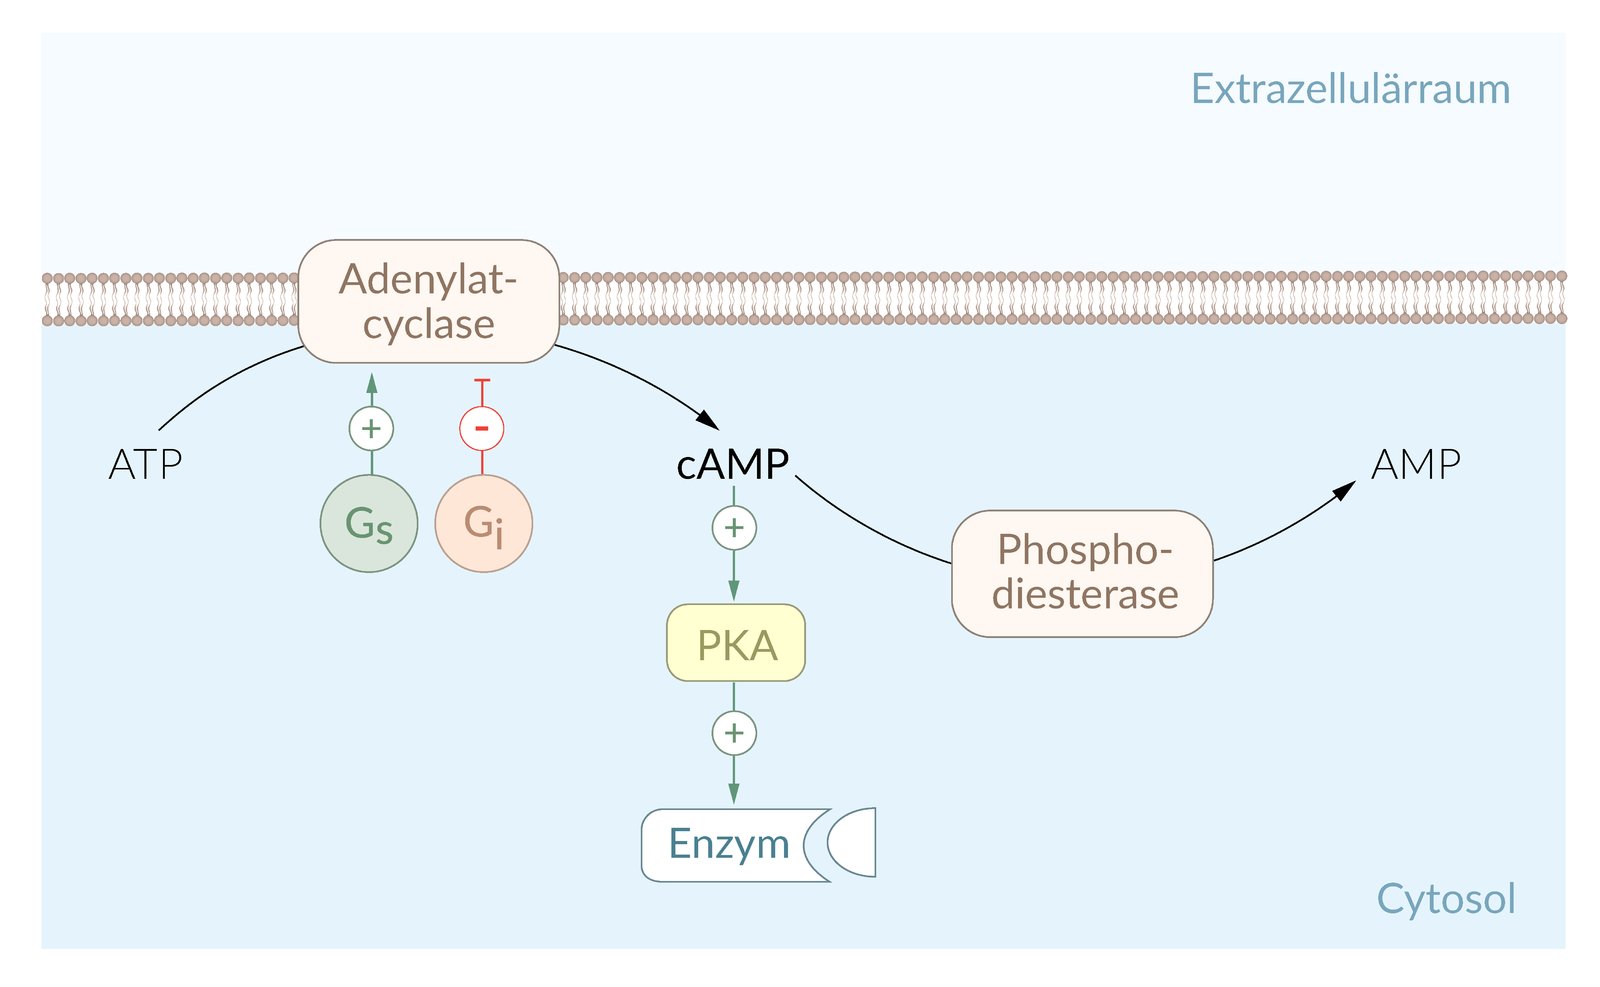 Extrazellulärraum
Adenylat-
cyclase
+
-
ATP
Gs
Gi
cAMP
AMP
+
Phospho-
diesterase
PKA
+
Enzym
Cytosol